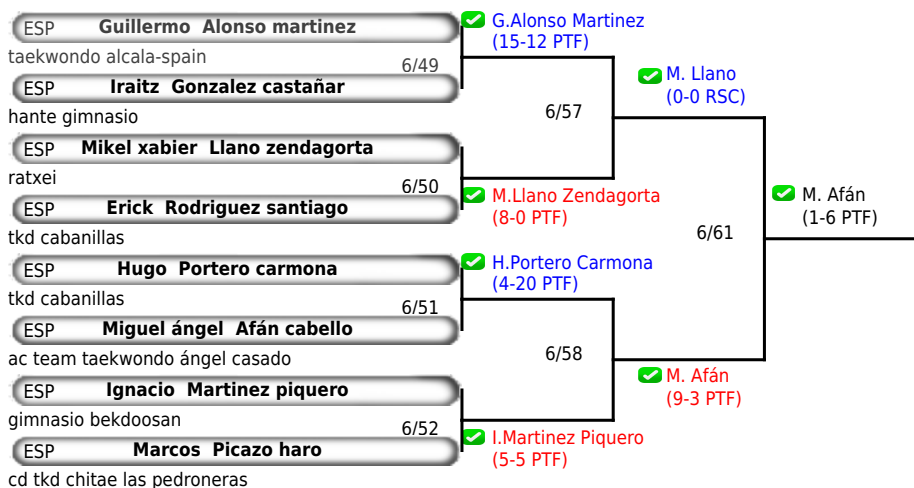 ESP Guillermo Alonso martinez
taekwondo alcala-spain
6/49
ESP Iraitz Gonzalez castañar
hante gimnasio
ESP Mikel xabier Llano zendagorta
ratxei
6/50
ESP Erick Rodriguez santiago
tkd cabanillas
ESP Hugo Portero carmona
tkd cabanillas
6/51
ESP Miguel ángel Afán cabello
ac team taekwondo ángel casado
ESP Ignacio Martinez piquero
gimnasio bekdoosan
6/52
ESP Marcos Picazo haro
cd tkd chitae las pedroneras
G.Alonso Martinez
(15-12 PTF)
6/57
M.Llano Zendagorta
(8-0 PTF)
H.Portero Carmona
(4-20 PTF)
6/58
I.Martinez Piquero
(5-5 PTF)
M. Llano
(0-0 RSC)
6/61
M. Afán
(9-3 PTF)
M. Afán
(1-6 PTF)